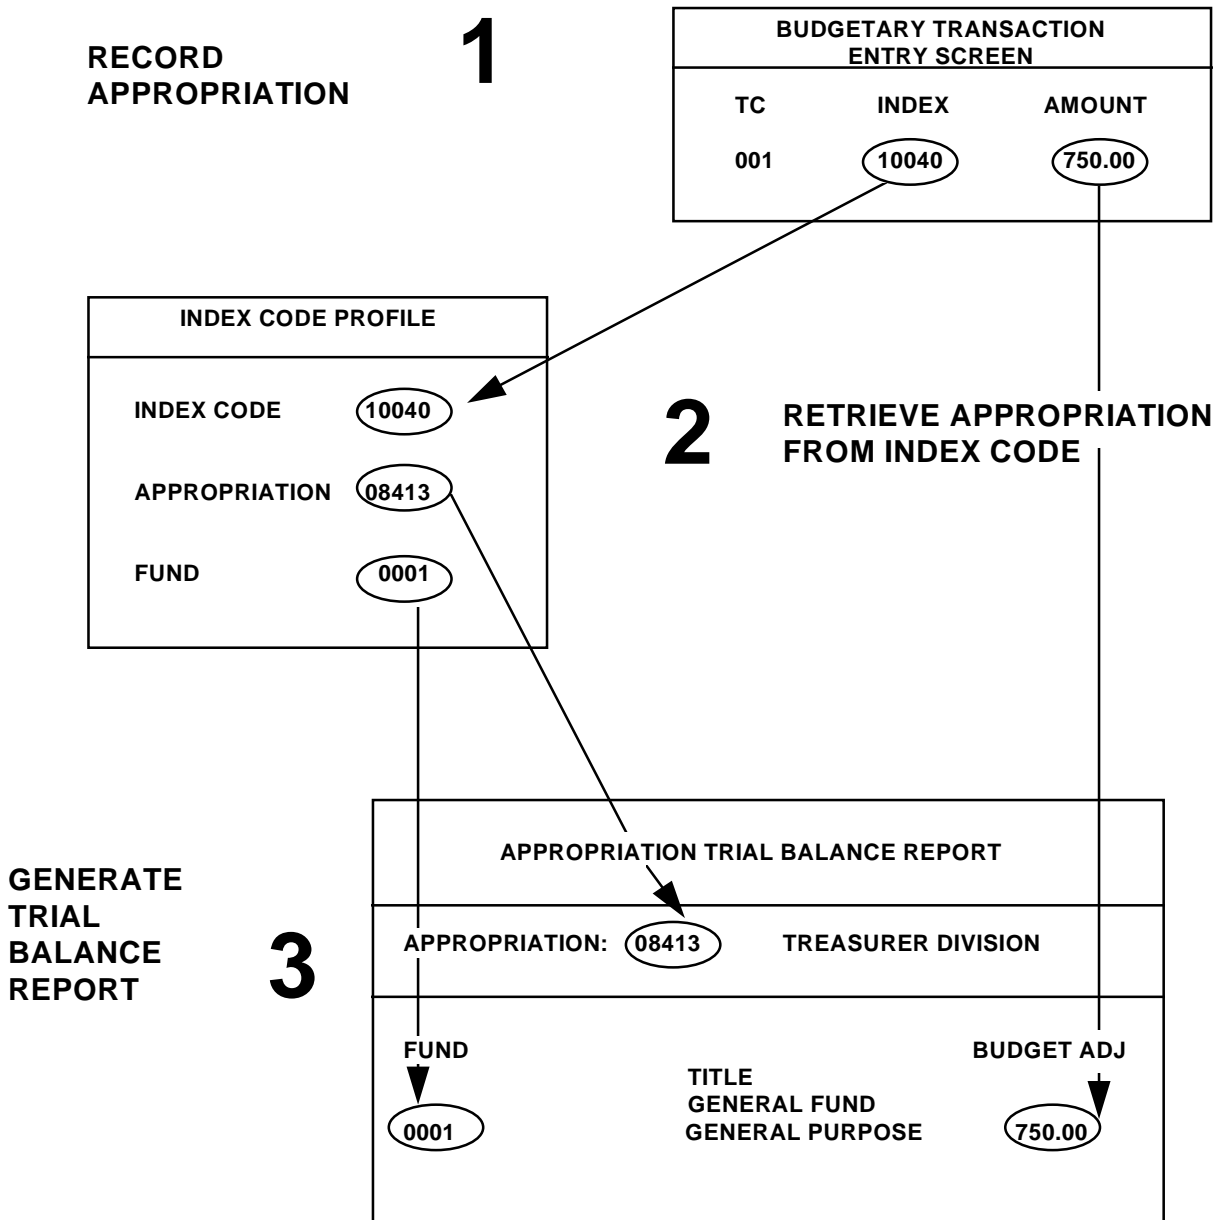 RECORD
APPROPRIATION
1
BUDGETARY TRANSACTION
ENTRY SCREEN
TC INDEX AMOUNT
001 10040 750.00
INDEX CODE PROFILE
INDEX CODE 10040
APPROPRIATION 08413
FUND 0001
2
RETRIEVE APPROPRIATION
FROM INDEX CODE
GENERATE
TRIAL
BALANCE
REPORT
3
APPROPRIATION TRIAL BALANCE REPORT
APPROPRIATION: 08413 TREASURER DIVISION
FUND BUDGET ADJ
TITLE
GENERAL FUND
0001 GENERAL PURPOSE 750.00